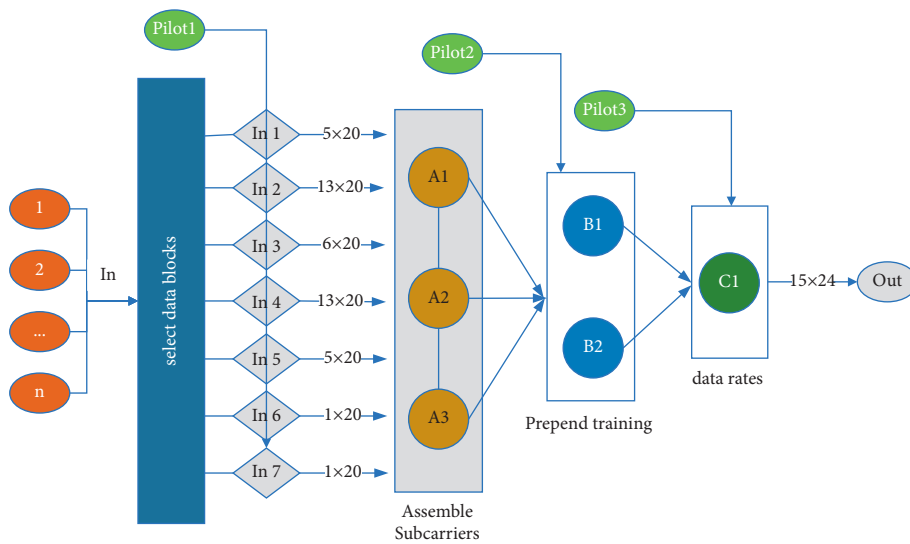 Pilot1
Pilot2
Pilot3
1
2
...
n
In
select data blocks
In 1
In 2
In 3
In 4
In 5
In 6
In 7
5×20
13×20
6×20
13×20
5×20
1×20
1×20
A1
A2
A3
Assemble
Subcarriers
B1
B2
Prepend training
C1
data rates
15×24
Out